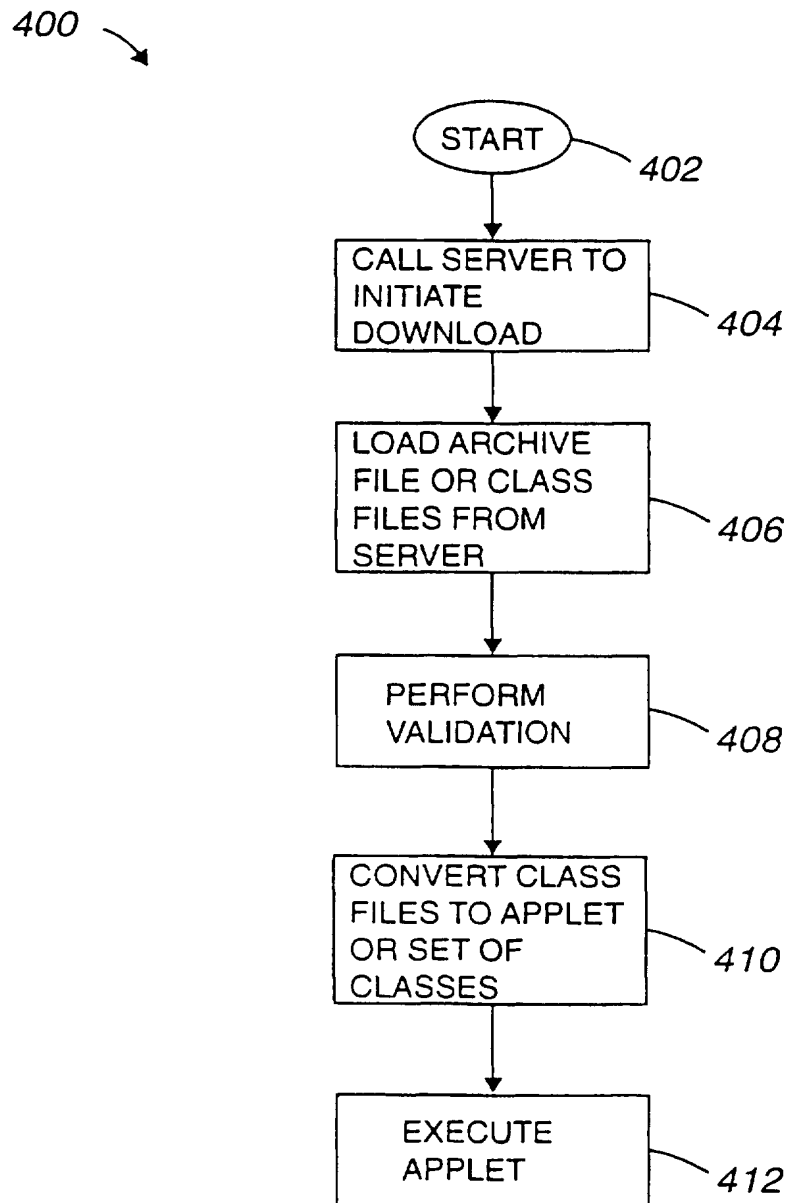 400
START
402
CALL SERVER TO
INITIATE
DOWNLOAD
404
LOAD ARCHIVE
FILE OR CLASS
FILES FROM
SERVER
406
PERFORM
VALIDATION
408
CONVERT CLASS
FILES TO APPLET
OR SET OF
CLASSES
410
EXECUTE
APPLET
412